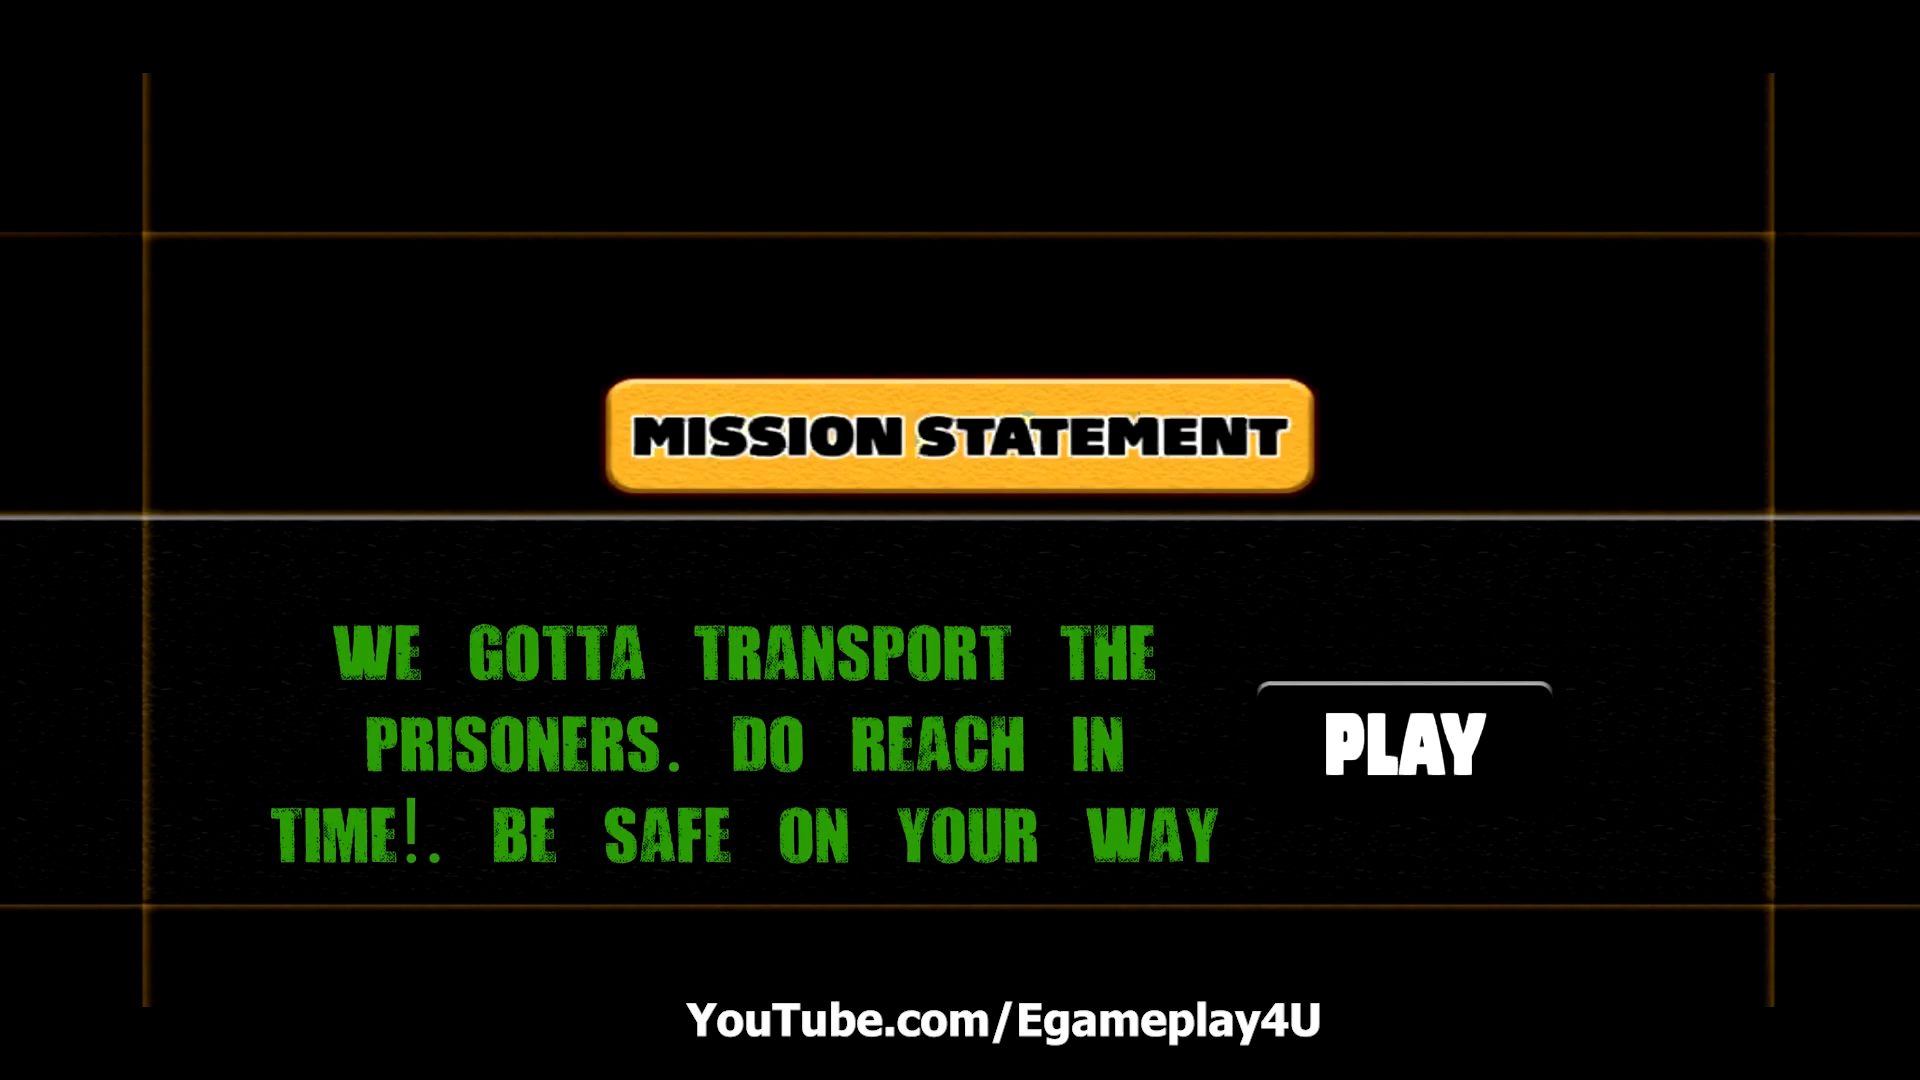 MISSION STATEMENT
WE GOTTA TRANSPORT THE
PRISONERS. DO REACH IN
TIME!. BE SAFE ON YOUR WAY
PLAY
YouTube.com/Egameplay4U